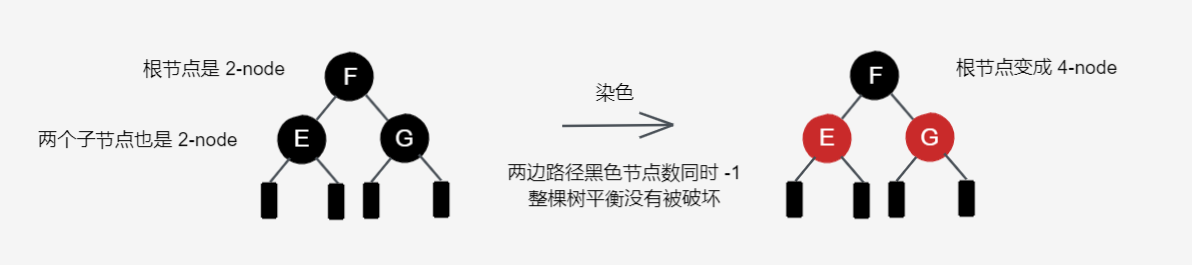 根节点是 2-node
F
两个子节点也是 2-node
E
G
染色
两边路径黑色节点数同时 -1
整棵树平衡没有被破坏
F
根节点变成 4-node
E
G